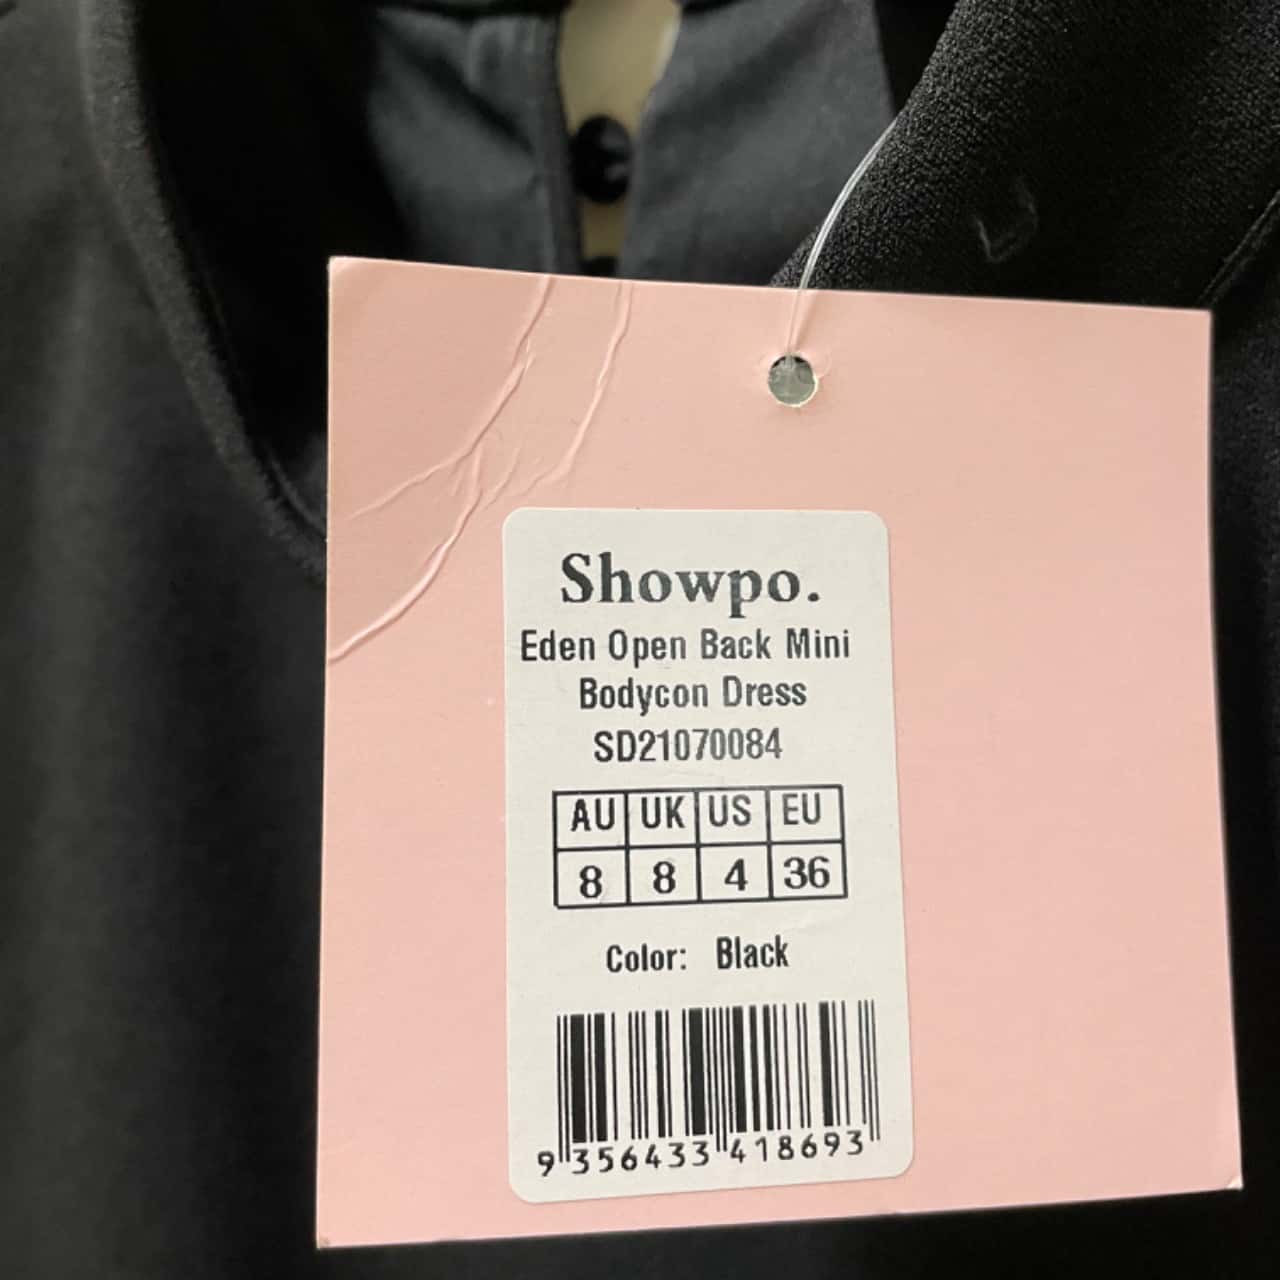 Showpo.
Eden Open Back Mini
Bodycon Dress
SD21070084
AU UK US EU
8 8 4 36
Color: Black
9 356433 418693